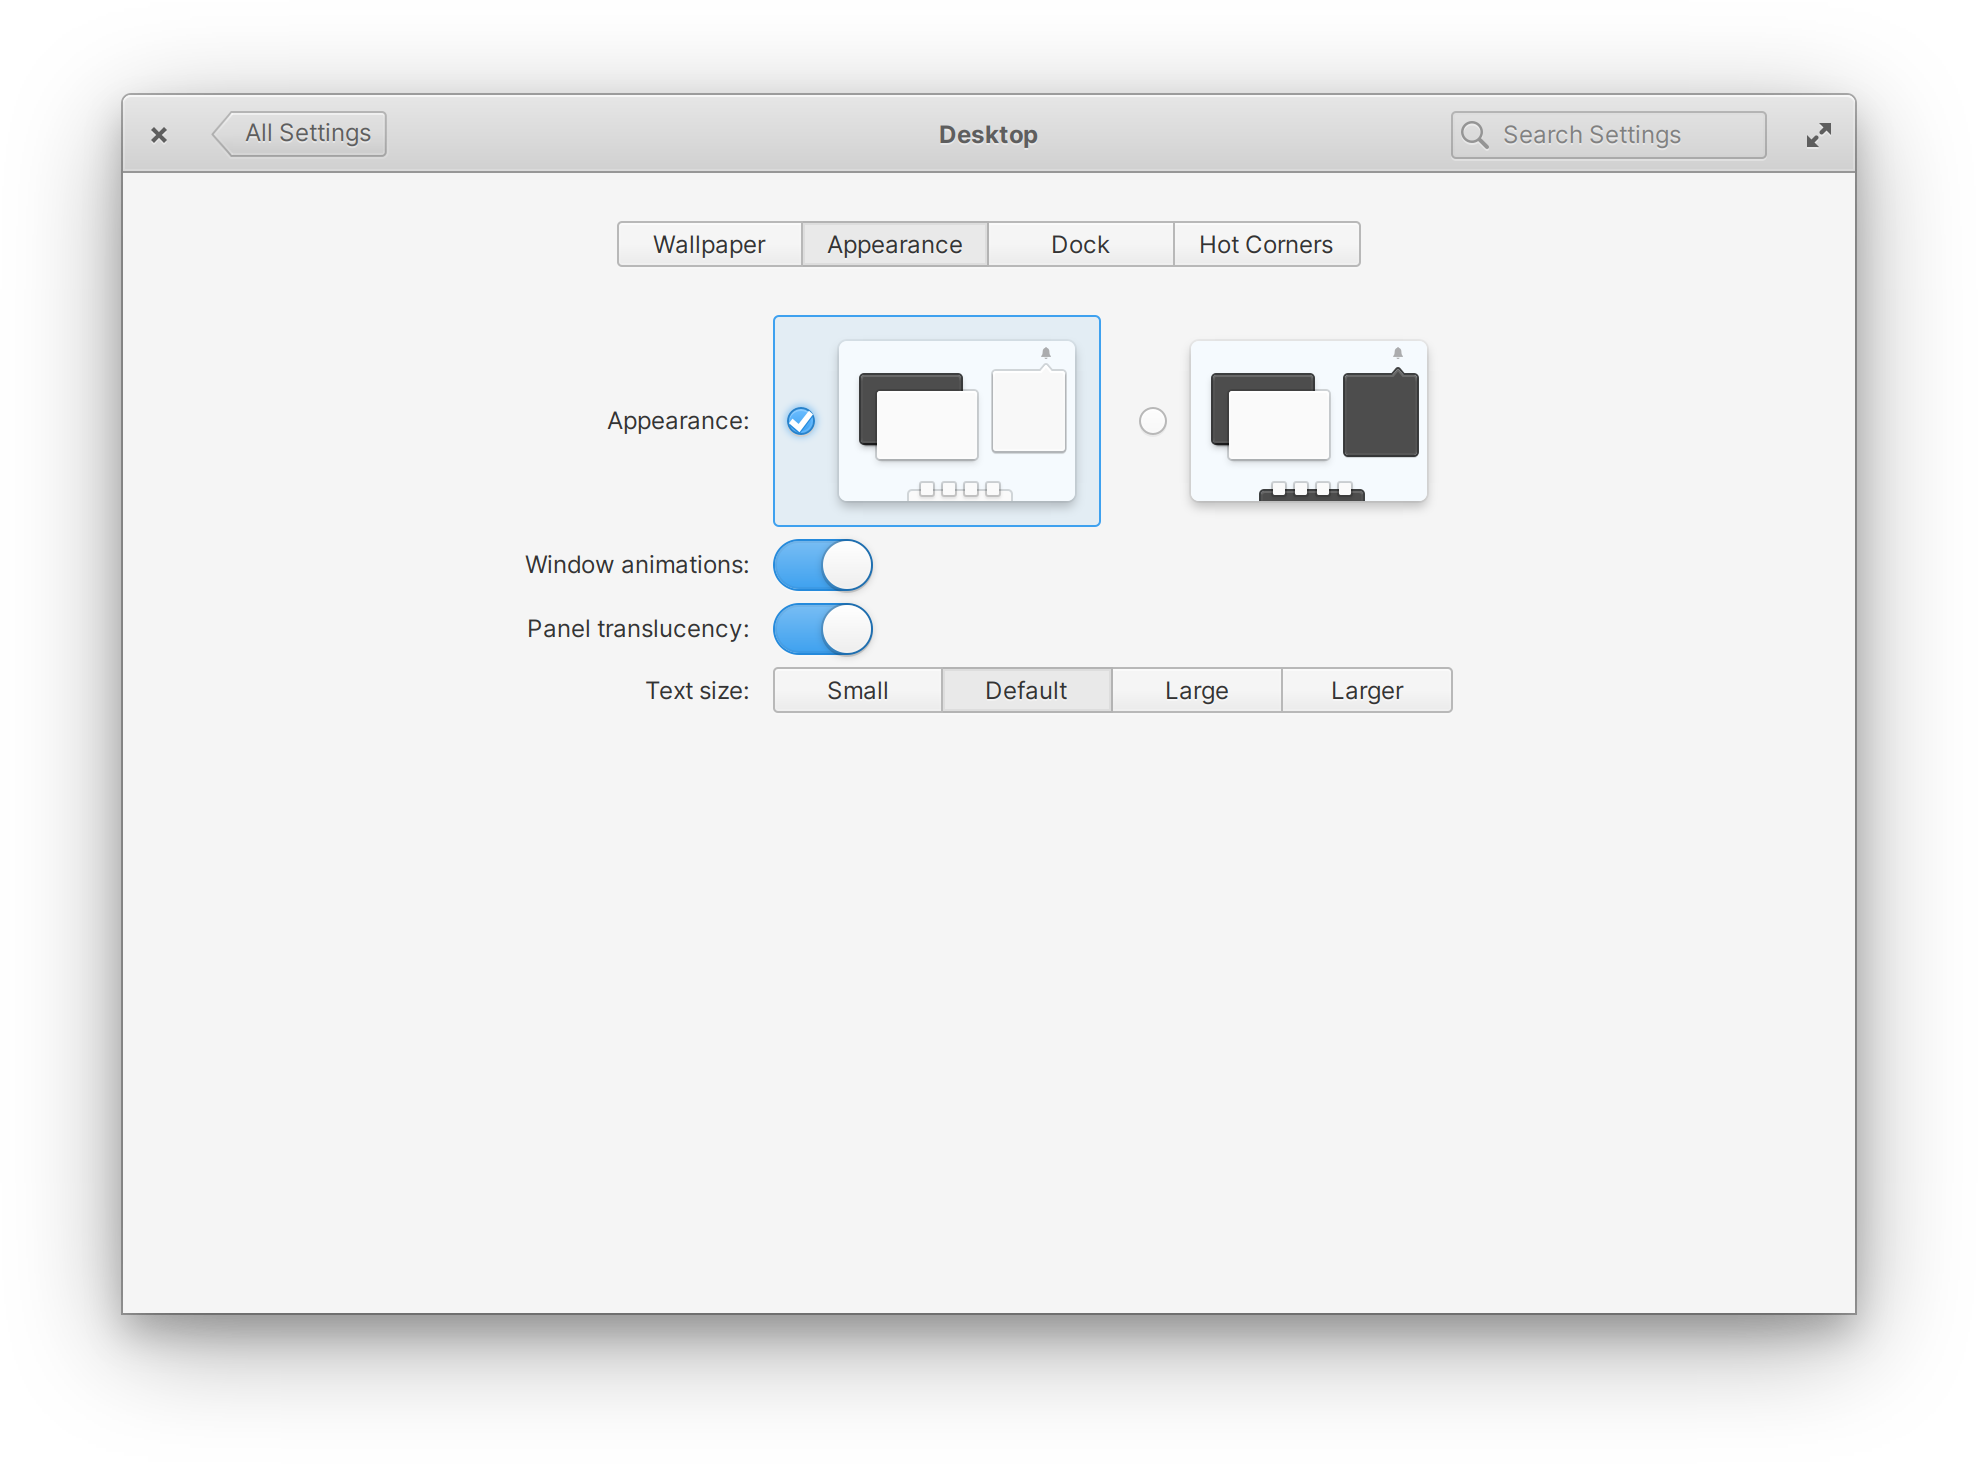 All Settings
Desktop
Search Settings
Wallpaper
Appearance
Dock
Hot Corners
Appearance:
Window animations:
Panel translucency:
Text size:
Small
Default
Large
Larger